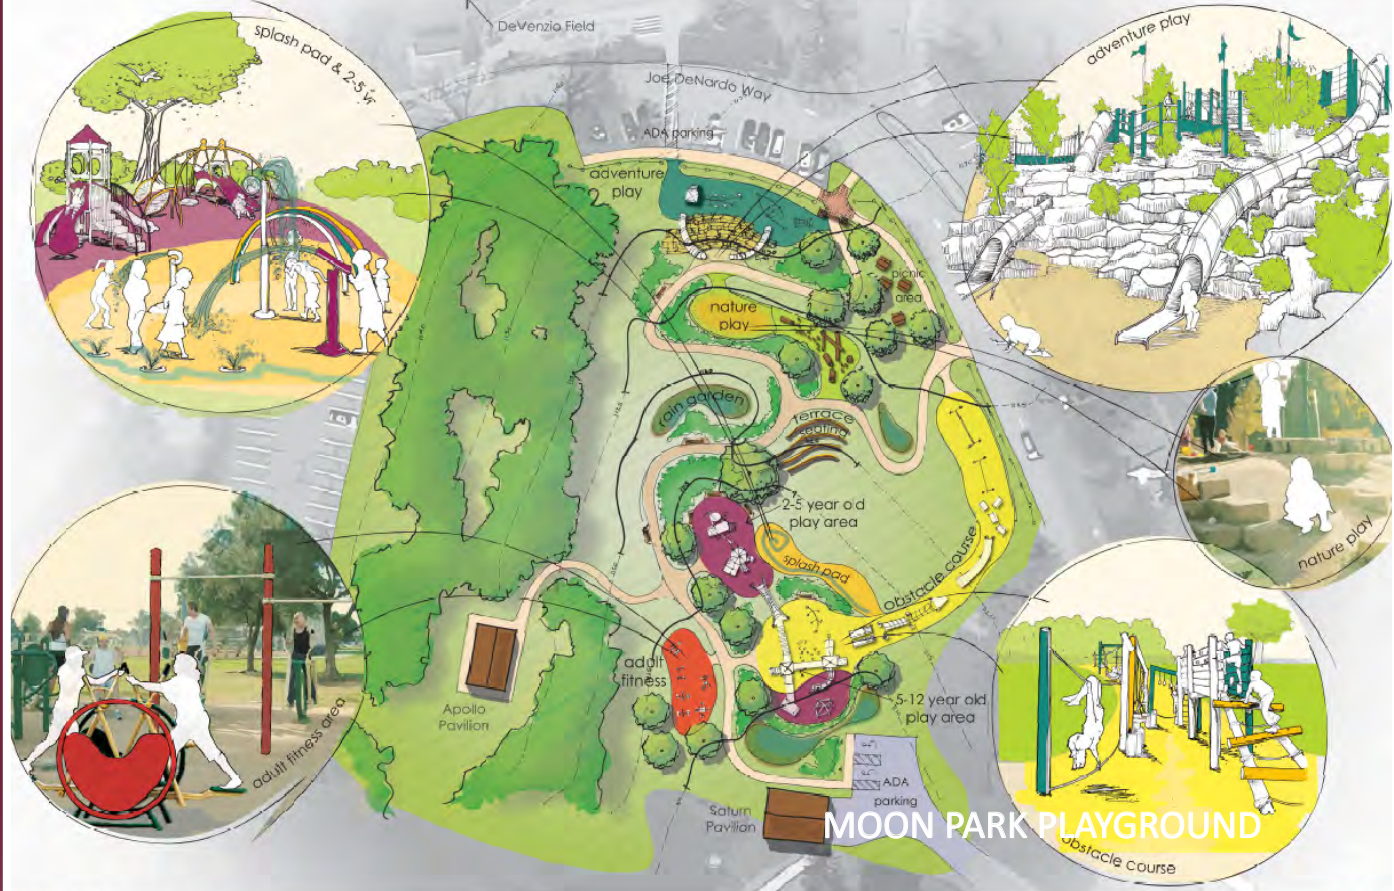 DeVenzio Field
splash pad & 2-5 yr
adventure play
Joe DeNardo Way
ADA parking
adventure
play
picnic
area
nature
play
rain garden
terrace
seating
2-5 year old
play area
splash pad
obstacle course
nature play
adult
fitness
5-12 year old
play area
Apollo
Pavilion
adult fitness area
ADA
parking
Saturn
Pavilion
MOON PARK PLAYGROUND
obstacle course